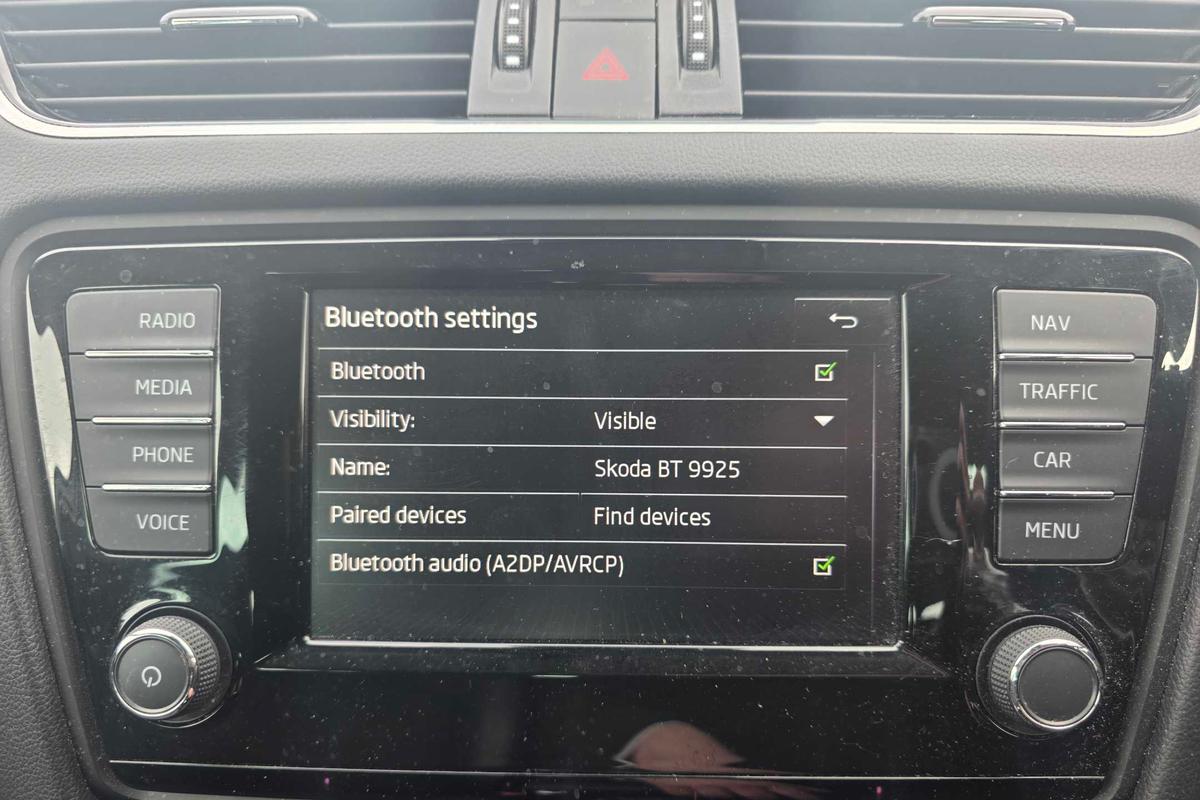 RADIO
MEDIA
PHONE
VOICE
Bluetooth settings
Bluetooth
Visibility: Visible
Name: Skoda BT 9925
Paired devices Find devices
Bluetooth audio (A2DP/AVRCP)
NAV
TRAFFIC
CAR
MENU